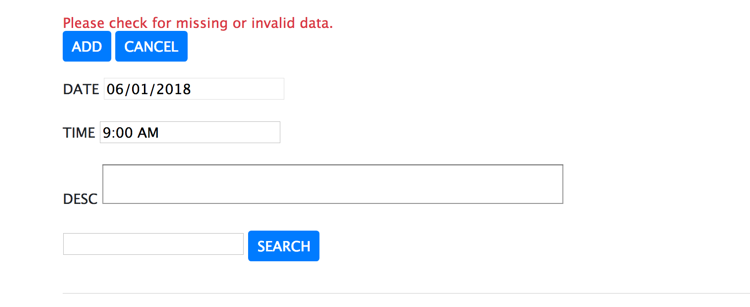 Please check for missing or invalid data.
ADD CANCEL
DATE 06/01/2018
TIME 9:00 AM
DESC
SEARCH